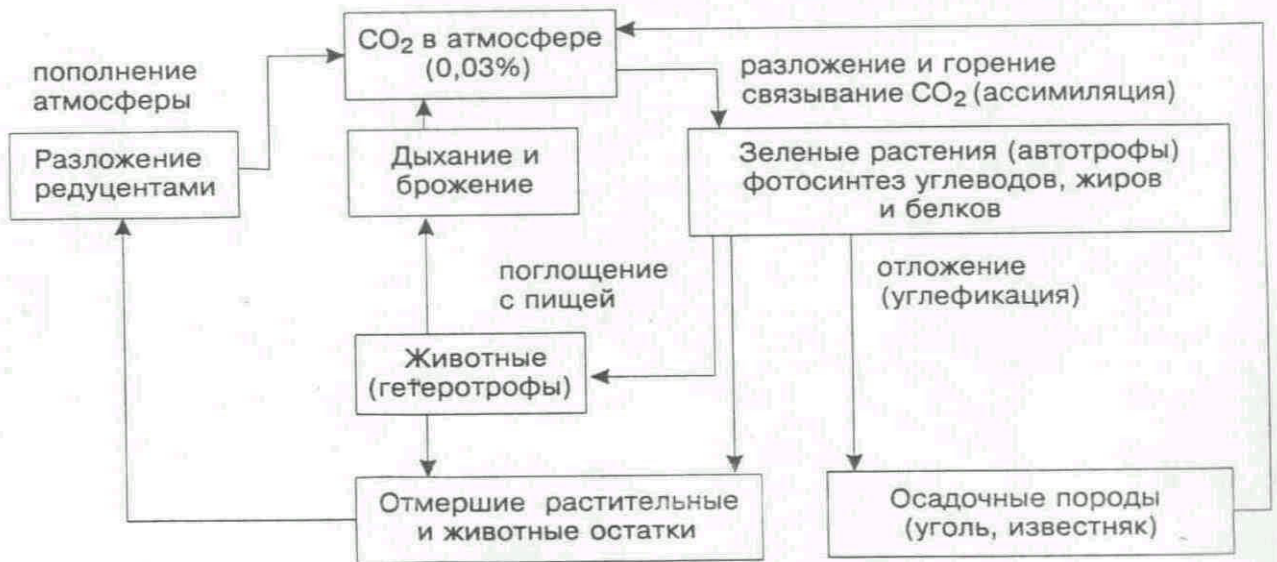 CO₂ в атмосфере
(0,03%)
пополнение
атмосферы
разложение и горение
связывание CO₂ (ассимиляция)
Разложение
редуцентами
Дыхание и
брожение
Зеленые растения (автотрофы)
фотосинтез углеводов, жиров
и белков
поглощение
с пищей
отложение
(углефикация)
Животные
(гетеротрофы)
Отмершие растительные
и животные остатки
Осадочные породы
(уголь, известняк)